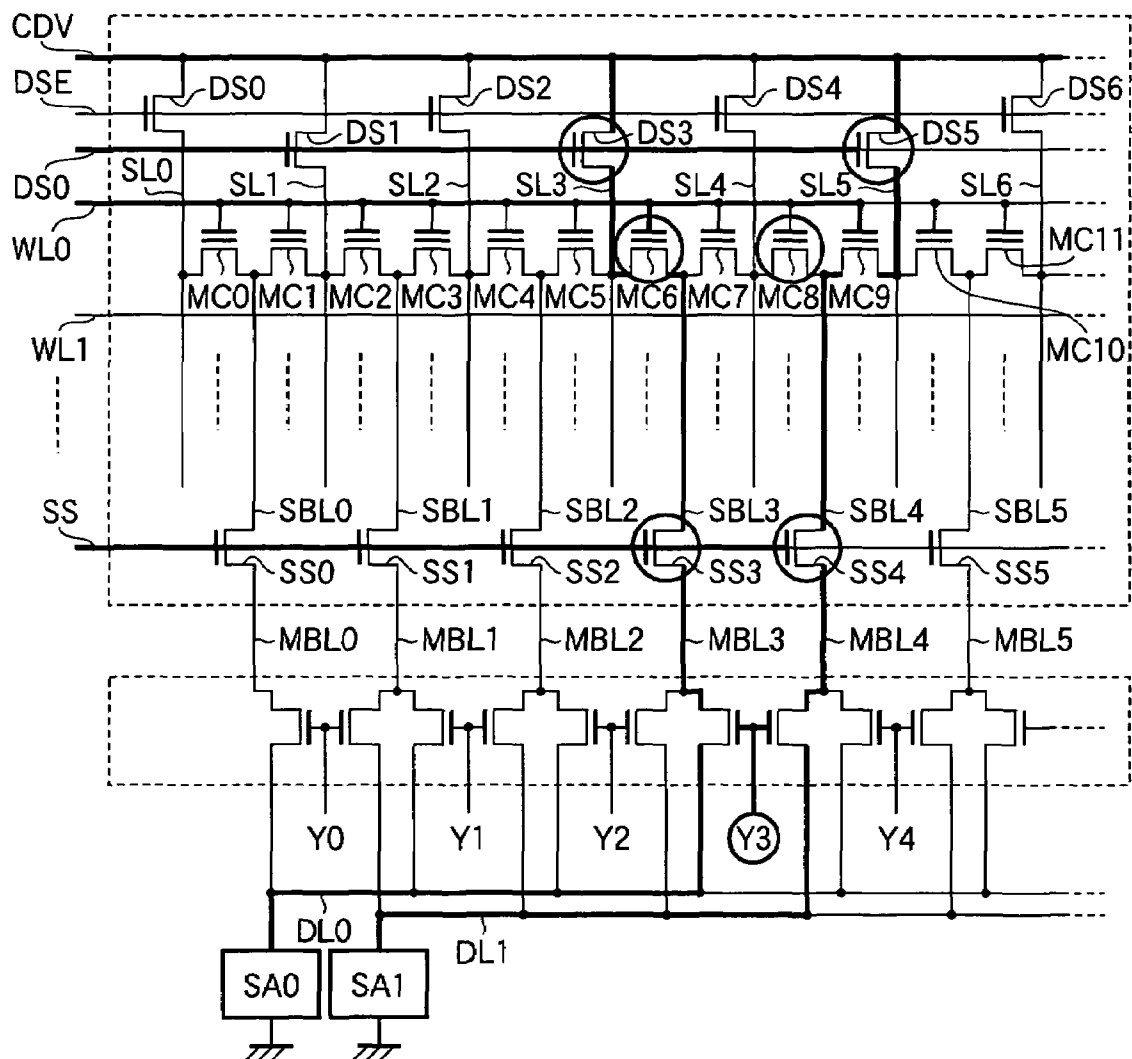 CDV
DSE
DS0 DS2 DS4 DS6
DS1 DS3 DS5
DS0
SL0 SL1 SL2 SL3 SL4 SL5 SL6
WL0
MC11
MC0 MC1 MC2 MC3 MC4 MC5 MC6 MC7 MC8 MC9
WL1
MC10
SS
SBL0 SBL1 SBL2 SBL3 SBL4 SBL5
SS0 SS1 SS2 SS3 SS4 SS5
MBL0 MBL1 MBL2 MBL3 MBL4 MBL5
Y0 Y1 Y2 Y3 Y4
DL0
DL1
SA0 SA1